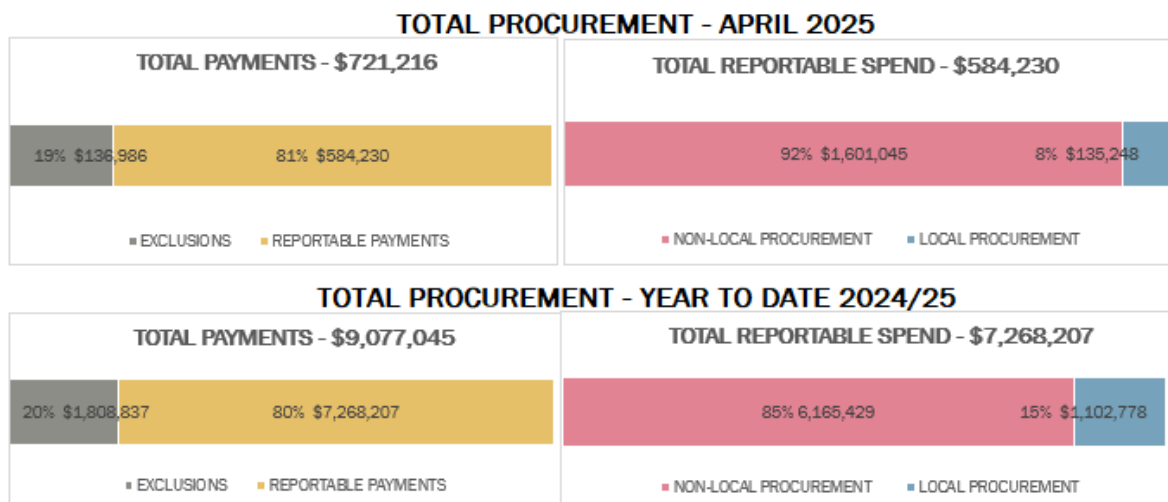 TOTAL PROCUREMENT - APRIL 2025
TOTAL PAYMENTS - $721,216
19% $136,986 81% $584,230
EXCLUSIONS REPORTABLE PAYMENTS
TOTAL REPORTABLE SPEND - $584,230
92% $1,601,045 8% $135,248
NON-LOCAL PROCUREMENT LOCAL PROCUREMENT
TOTAL PROCUREMENT - YEAR TO DATE 2024/25
TOTAL PAYMENTS - $9,077,045
20% $1,808,837 80% $7,268,207
EXCLUSIONS REPORTABLE PAYMENTS
TOTAL REPORTABLE SPEND - $7,268,207
85% 6,165,429 15% $1,102,778
NON-LOCAL PROCUREMENT LOCAL PROCUREMENT